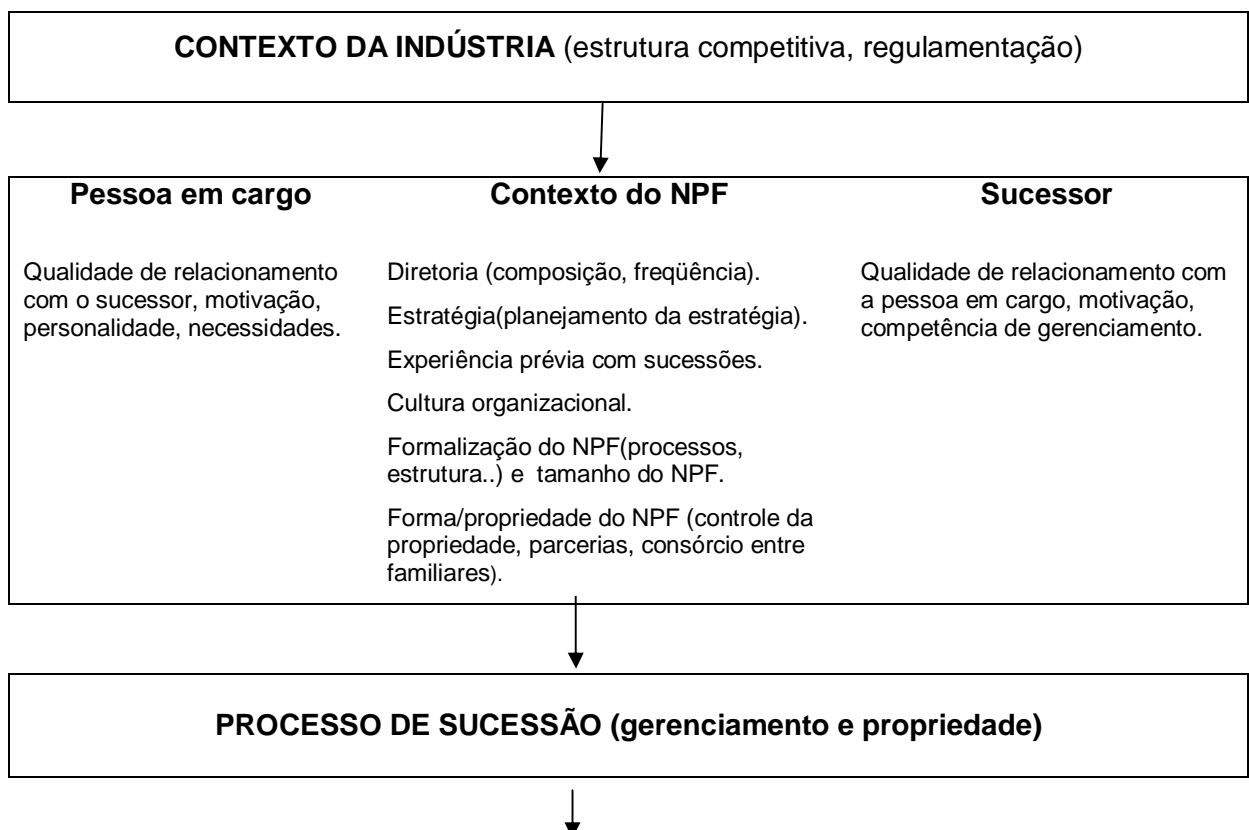 CONTEXTO DA INDÚSTRIA (estrutura competitiva, regulamentação)
Pessoa em cargo
Qualidade de relacionamento
com o sucessor, motivação,
personalidade, necessidades.
Contexto do NPF
Diretoria (composição, freqüência).
Estratégia(planejamento da estratégia).
Experiência prévia com sucessões.
Cultura organizacional.
Formalização do NPF(processos,
estrutura..) e tamanho do NPF.
Forma/propriedade do NPF (controle da
propriedade, parcerias, consórcio entre
familiares).
Sucessor
Qualidade de relacionamento com
a pessoa em cargo, motivação,
competência de gerenciamento.
PROCESSO DE SUCESSÃO (gerenciamento e propriedade)